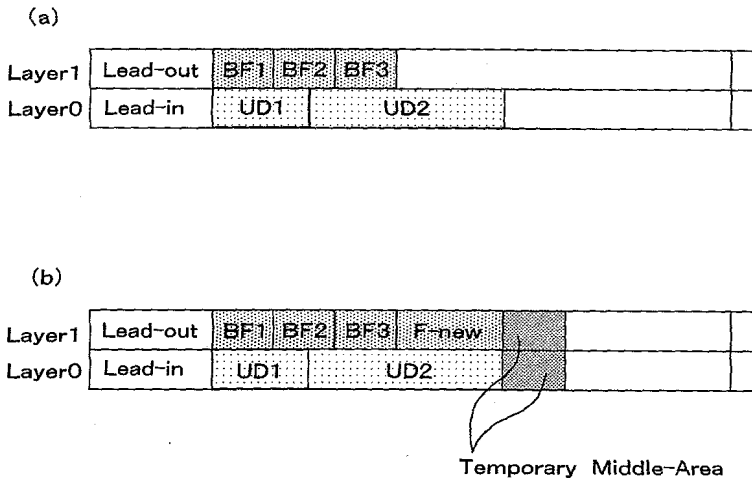 (a)
Layer1 Lead-out BF1 BF2 BF3
Layer0 Lead-in UD1 UD2
(b)
Layer1 Lead-out BF1 BF2 BF3 F-new
Layer0 Lead-in UD1 UD2
Temporary Middle-Area